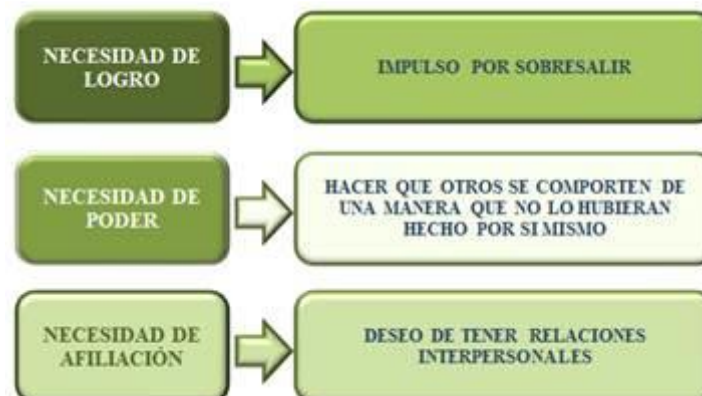 NECESIDAD DE
LOGRO
IMPULSO POR SOBRESALIR
NECESIDAD DE
PODER
HACER QUE OTROS SE COMPORTEN DE
UNA MANERA QUE NO LO HUBIERAN
HECHO POR SI MISMO
NECESIDAD DE
AFILIACIÓN
DESEO DE TENER RELACIONES
INTERPERSONALES